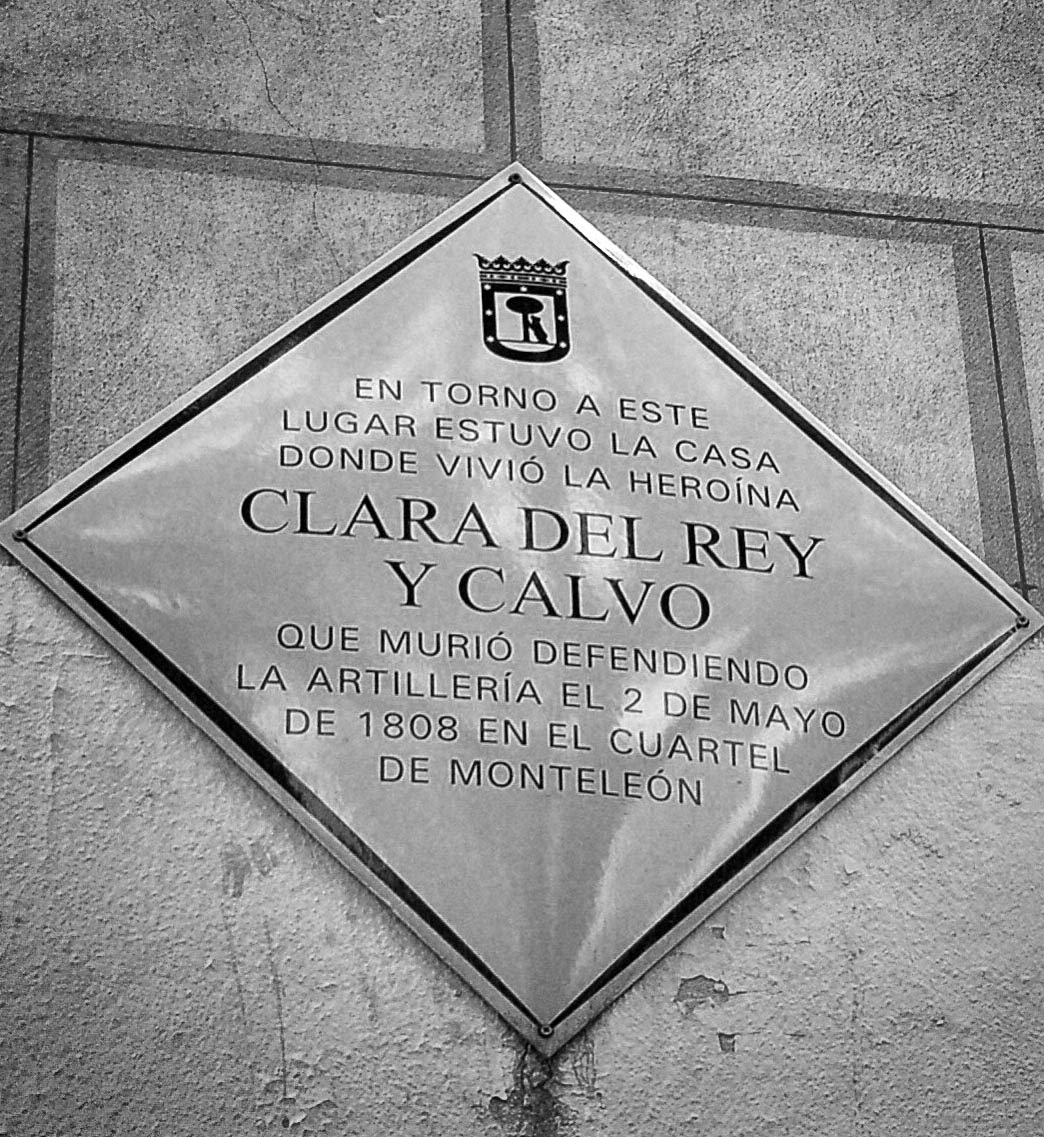 EN TORNO A ESTE
LUGAR ESTUVO LA CASA
DONDE VIVIÓ LA HEROÍNA
CLARA DEL REY
Y CALVO
QUE MURIÓ DEFENDIENDO
LA ARTILLERÍA EL 2 DE MAYO
DE 1808 EN EL CUARTEL
DE MONTELEÓN